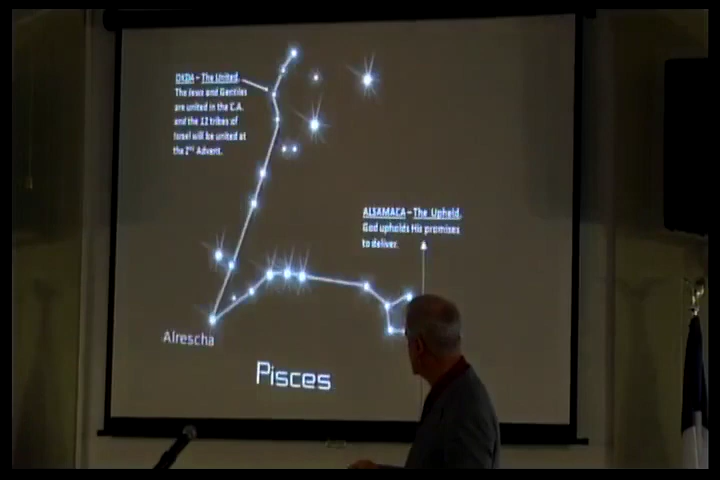 OKDA – The United.
The Jews and Gentiles
are united in the C.A.
and the 12 tribes of
Israel will be united at
the 2nd Advent.
ALSAMACA – The Upheld.
God upholds His promises
to deliver.
Alrescha
Pisces